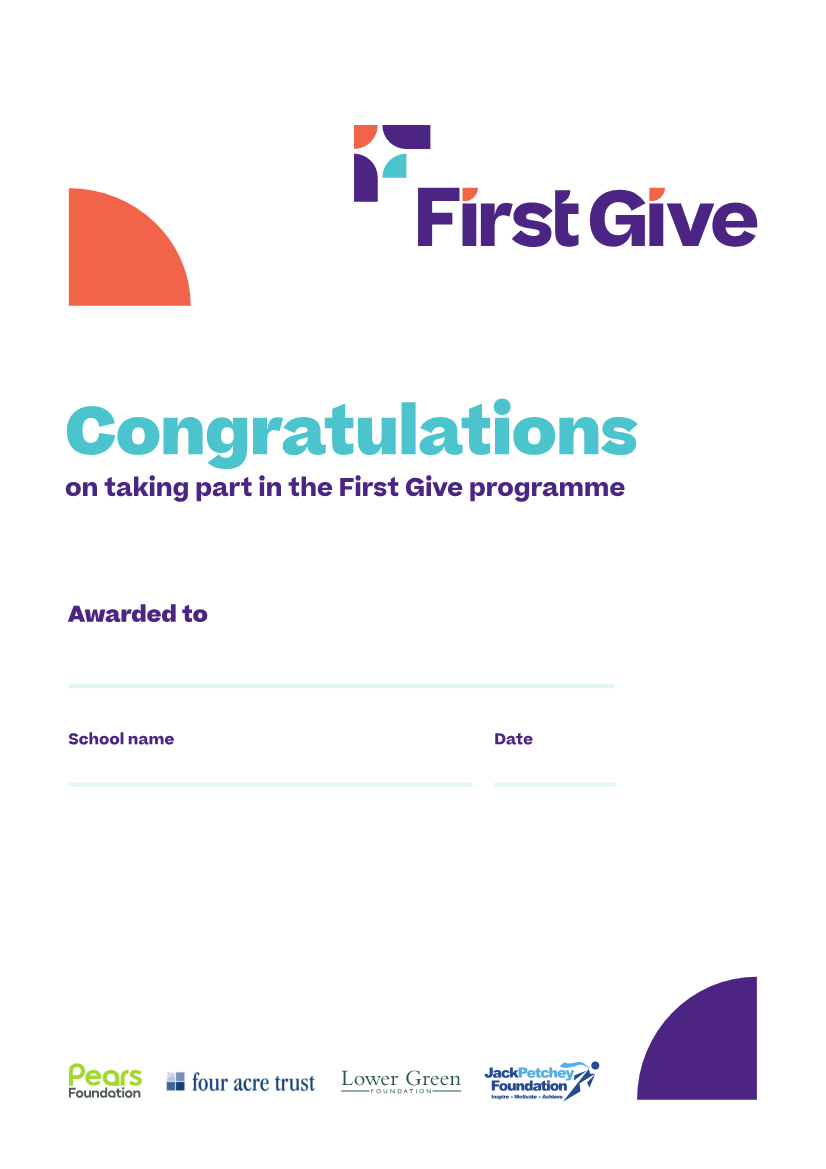 First Give
Congratulations
on taking part in the First Give programme
Awarded to
School name
Date
Pears
Foundation
four acre trust
Lower Green
FOUNDATION
JackPetchey
Foundation
Inspire - Motivate - Achieve